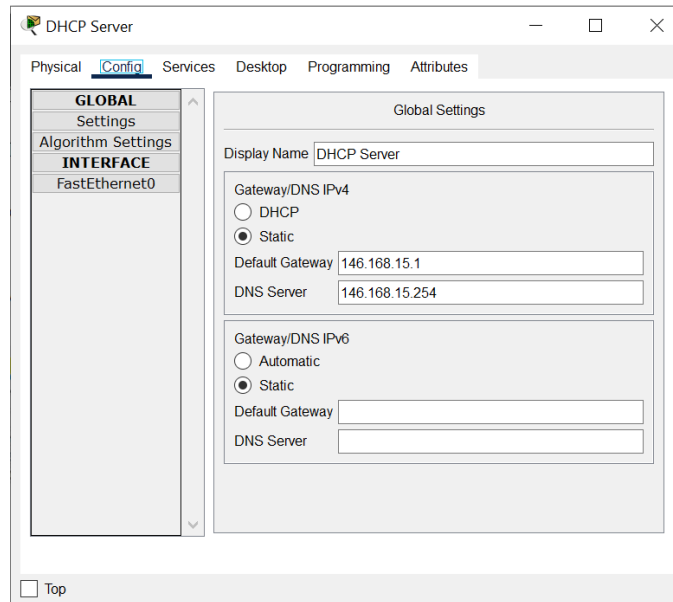 DHCP Server
Physical Config Services Desktop Programming Attributes
GLOBAL
Settings
Algorithm Settings
INTERFACE
FastEthernet0
Global Settings
Display Name DHCP Server
Gateway/DNS IPv4
DHCP
Static
Default Gateway 146.168.15.1
DNS Server 146.168.15.254
Gateway/DNS IPv6
Automatic
Static
Default Gateway
DNS Server
Top